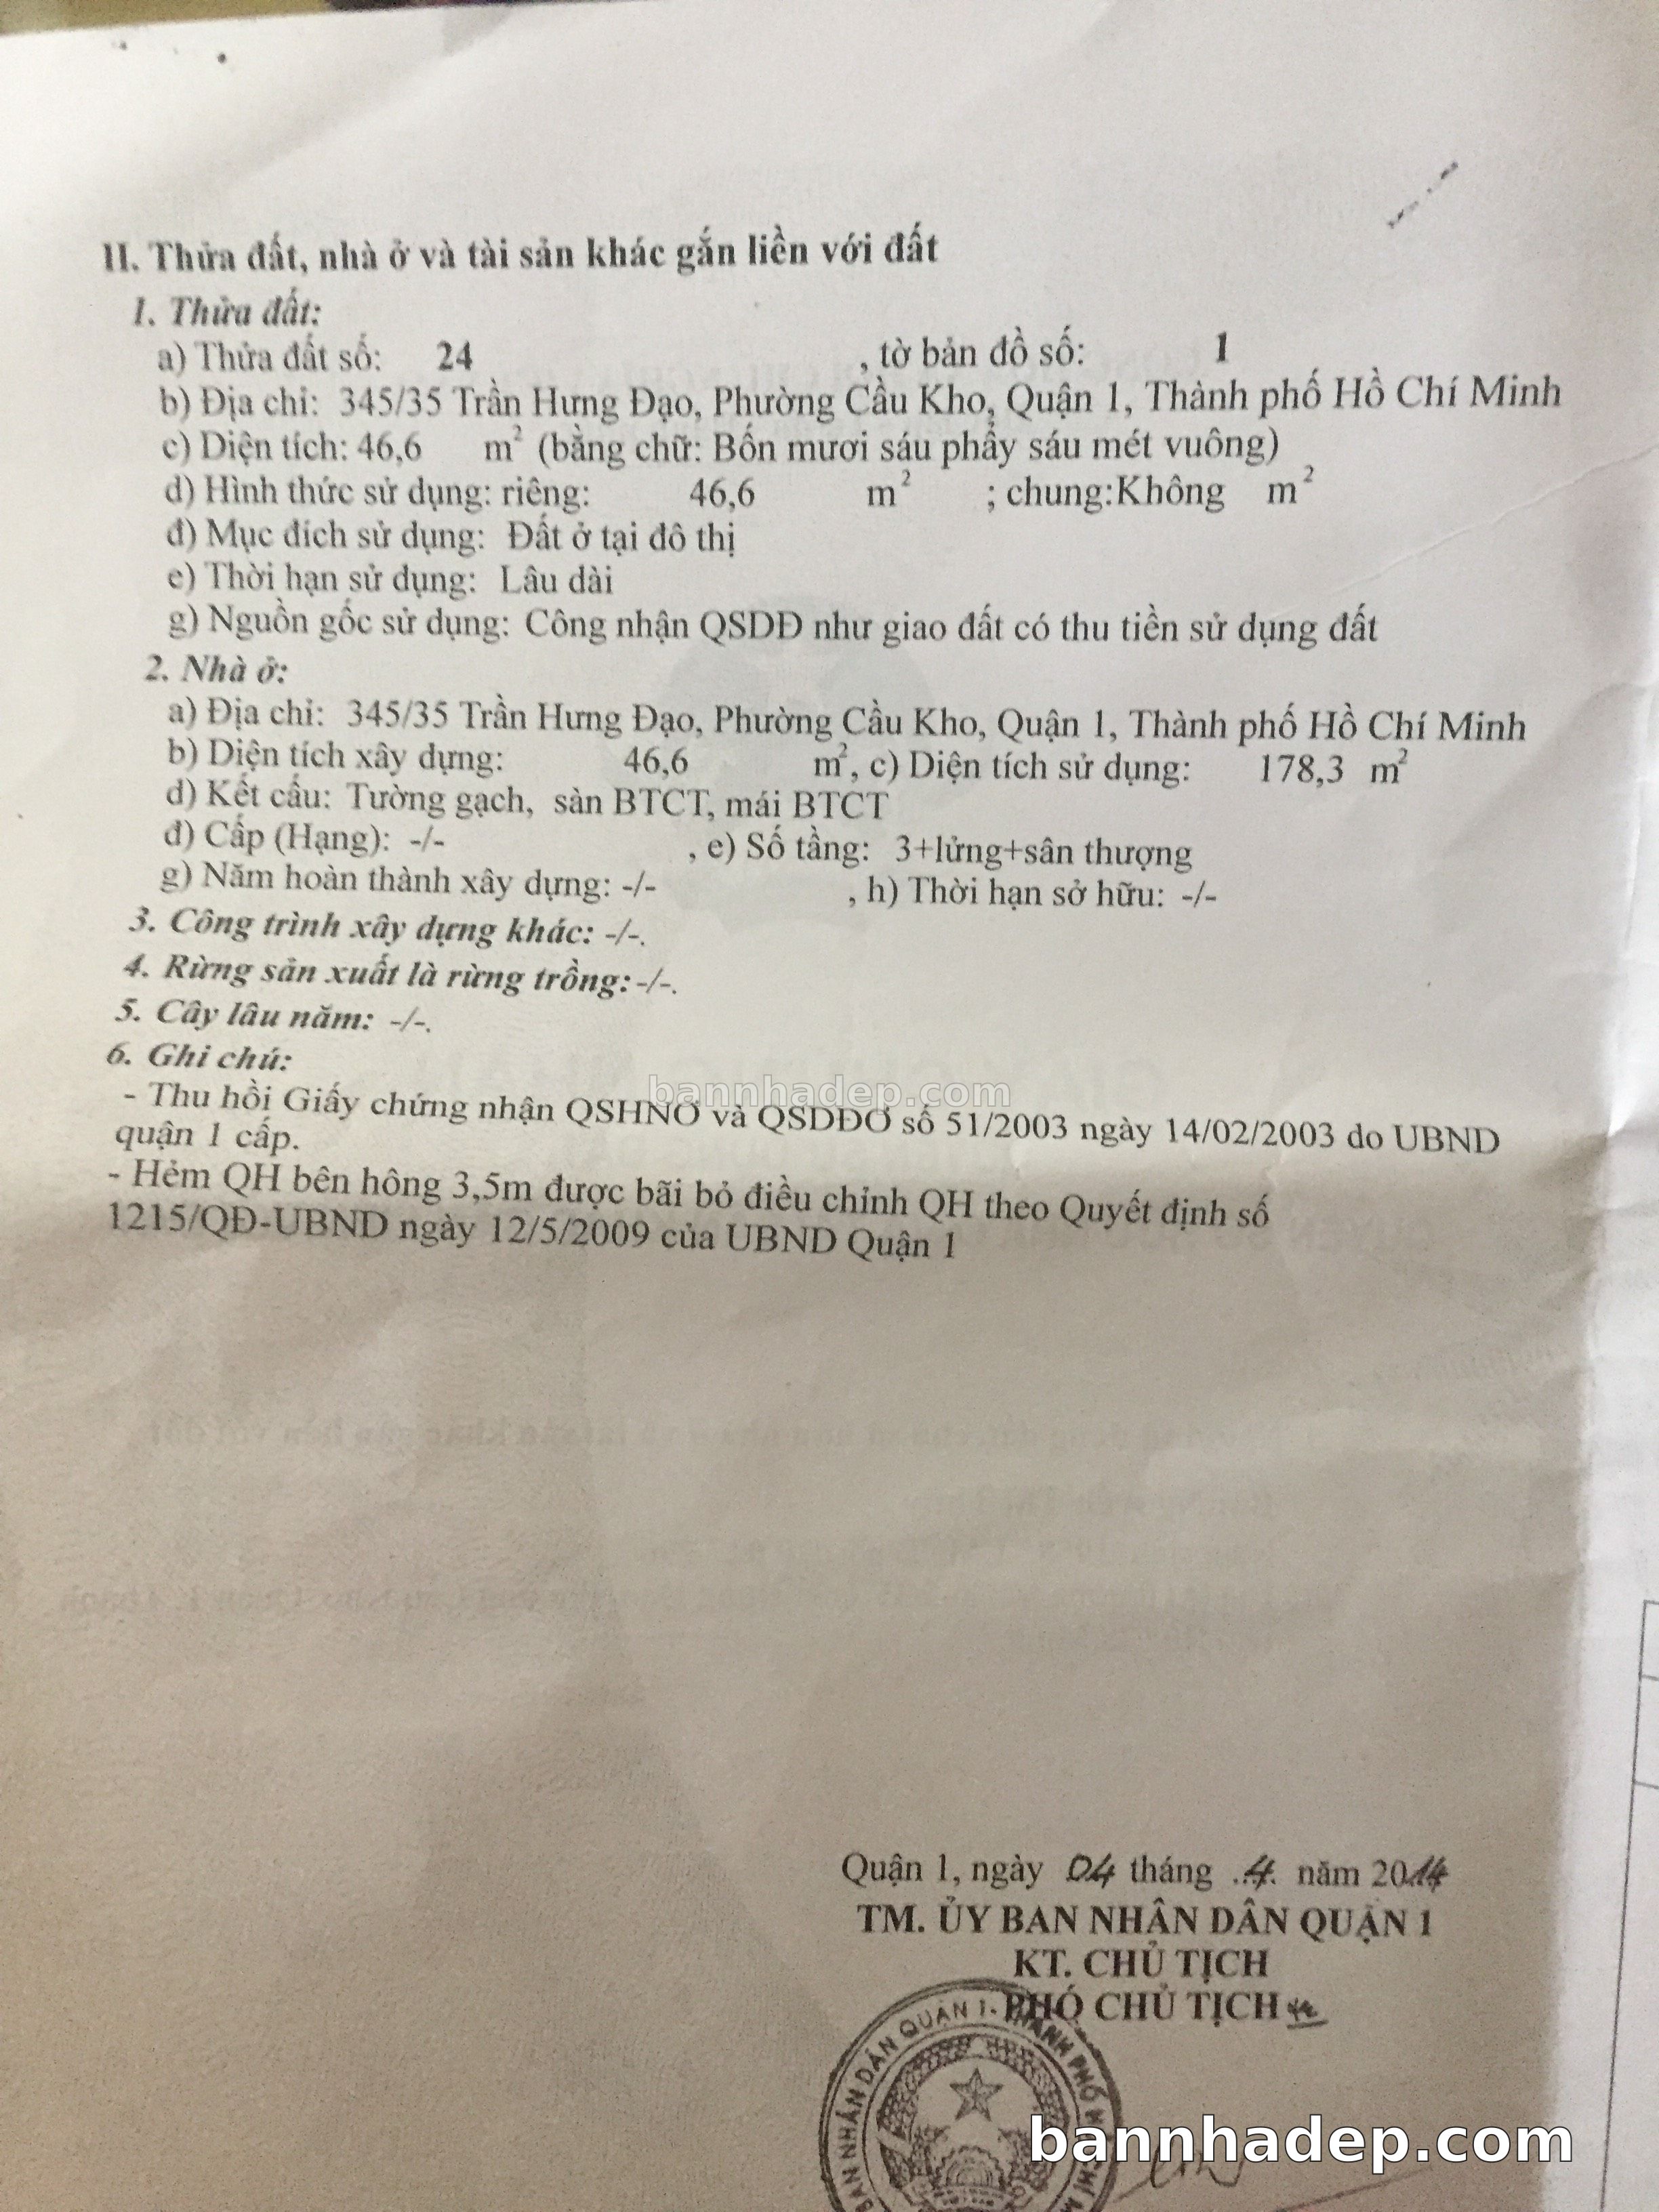 II. Thửa đất, nhà ở và tài sản khác gắn liền với đất
1. Thửa đất:
a) Thửa đất số: 24 , tờ bản đồ số: 1
b) Địa chỉ: 345/35 Trần Hưng Đạo, Phường Cầu Kho, Quận 1, Thành phố Hồ Chí Minh
c) Diện tích: 46,6 m² (bằng chữ: Bốn mươi sáu phẩy sáu mét vuông)
d) Hình thức sử dụng: riêng: 46,6 m² ; chung:Không m²
đ) Mục đích sử dụng: Đất ở tại đô thị
e) Thời hạn sử dụng: Lâu dài
g) Nguồn gốc sử dụng: Công nhận QSDĐ như giao đất có thu tiền sử dụng đất
2. Nhà ở:
a) Địa chỉ: 345/35 Trần Hưng Đạo, Phường Cầu Kho, Quận 1, Thành phố Hồ Chí Minh
b) Diện tích xây dựng: 46,6 m², c) Diện tích sử dụng: 178,3 m²
d) Kết cấu: Tường gạch, sàn BTCT, mái BTCT
đ) Cấp (Hạng): -/- , e) Số tầng: 3+lửng+sân thượng
g) Năm hoàn thành xây dựng: -/- , h) Thời hạn sở hữu: -/-
3. Công trình xây dựng khác: -/-.
4. Rừng sản xuất là rừng trồng: -/-.
5. Cây lâu năm: -/-.
6. Ghi chú:
bannhadep.com
- Thu hồi Giấy chứng nhận QSHNƠ và QSDĐƠ số 51/2003 ngày 14/02/2003 do UBND
quận 1 cấp.
- Hẻm QH bên hông 3,5m được bãi bỏ điều chỉnh QH theo Quyết định số
1215/QĐ-UBND ngày 12/5/2009 của UBND Quận 1
Quận 1, ngày 04 tháng .4. năm 2014
TM. ỦY BAN NHÂN DÂN QUẬN 1
KT. CHỦ TỊCH
PHÓ CHỦ TỊCH
BAN NHÂN DÂN QUẬN 1 - THÀNH PHỐ
bannhadep.com